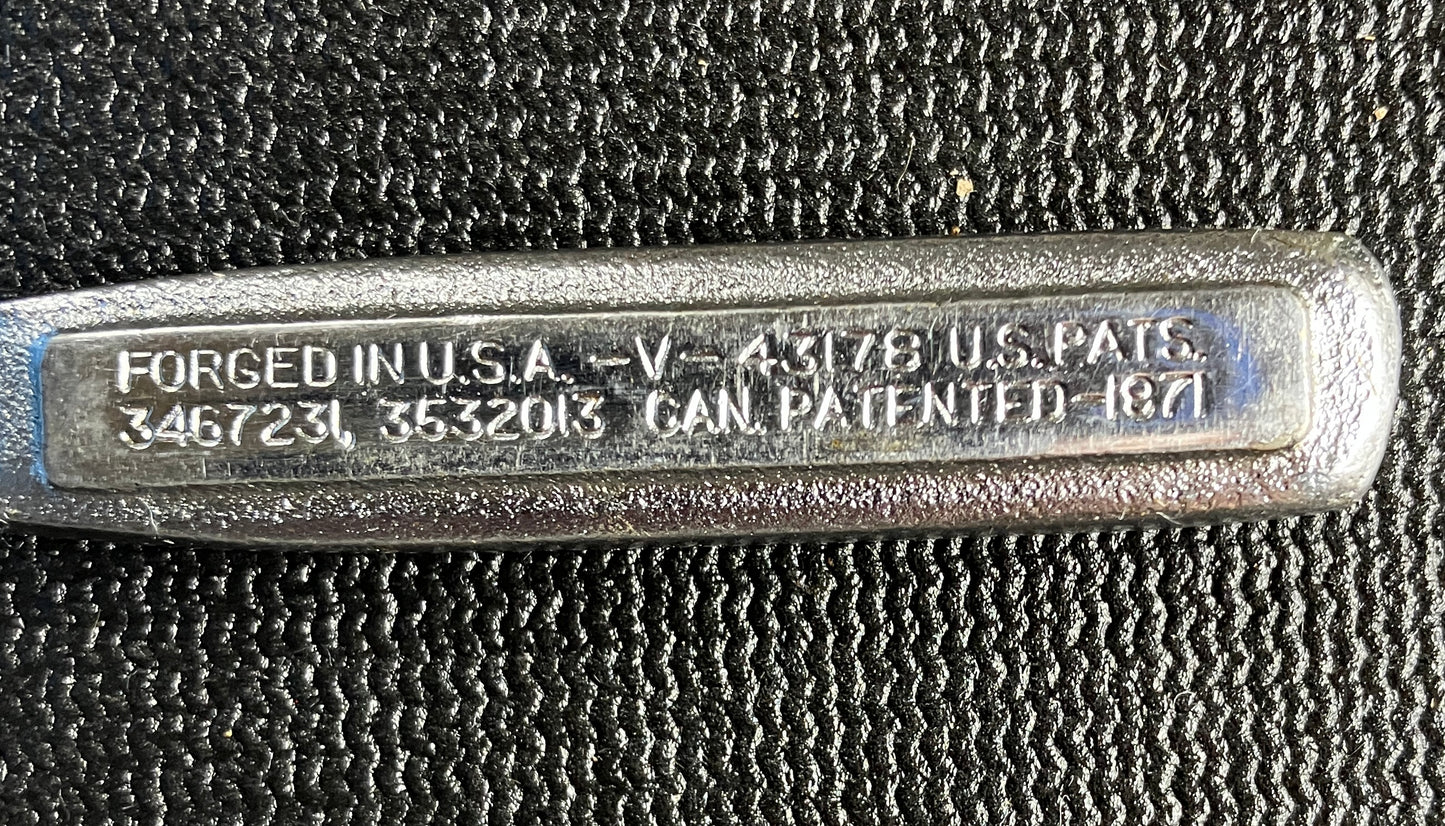 FORGED IN U.S.A. -V- 43178 U.S. PATS.
3467231, 3532013 CAN. PATENTED-1871